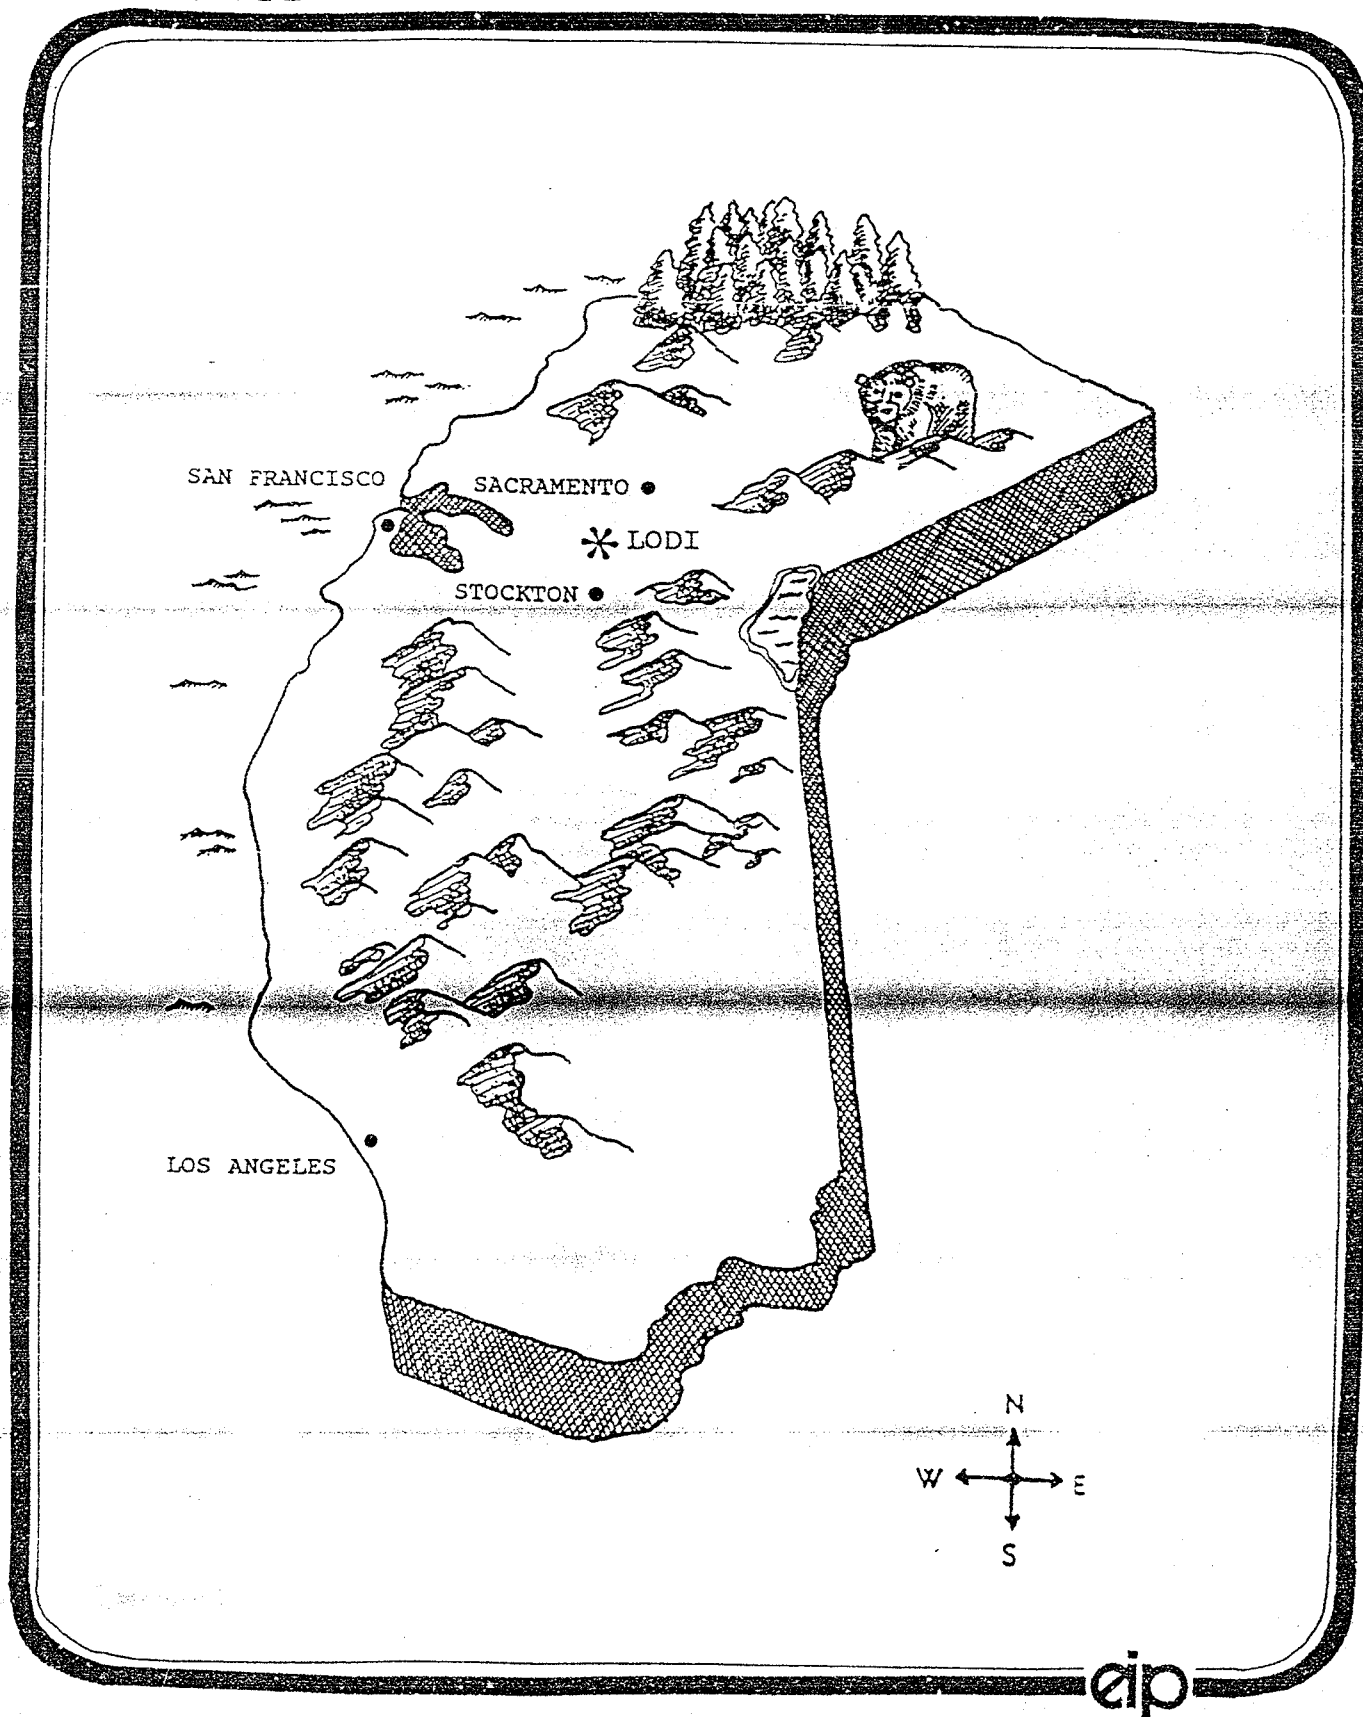 SAN FRANCISCO
SACRAMENTO
LODI
STOCKTON
LOS ANGELES
N
W E
S
eip